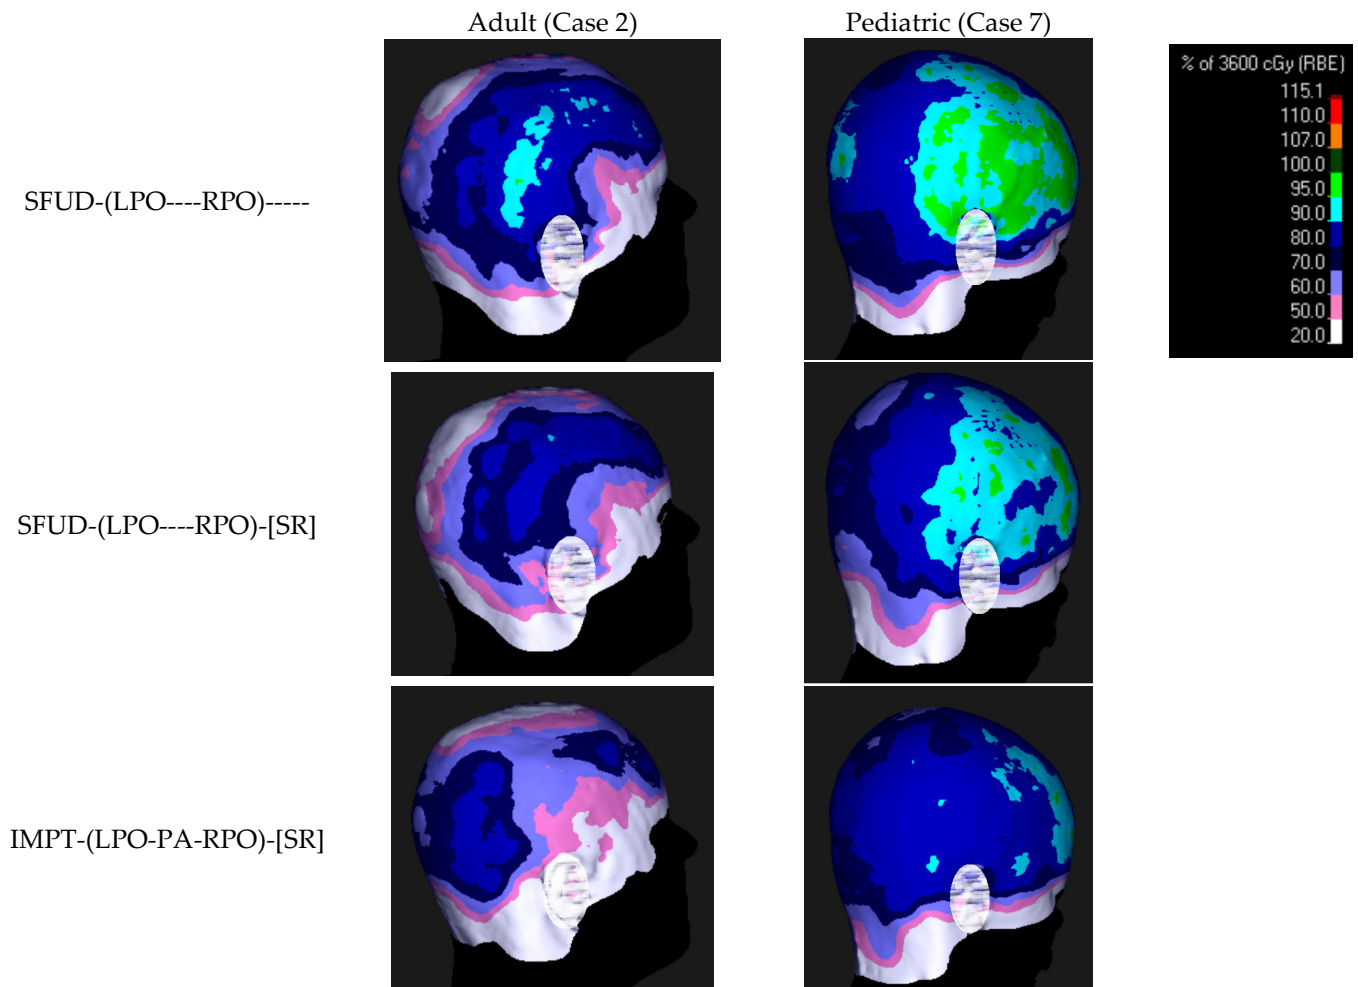 Adult (Case 2)
Pediatric (Case 7)
% of 3600 cGy (RBE)
115.1
110.0
107.0
100.0
95.0
90.0
80.0
70.0
60.0
50.0
20.0
SFUD-(LPO----RPO)-----
SFUD-(LPO----RPO)-[SR]
IMPT-(LPO-PA-RPO)-[SR]